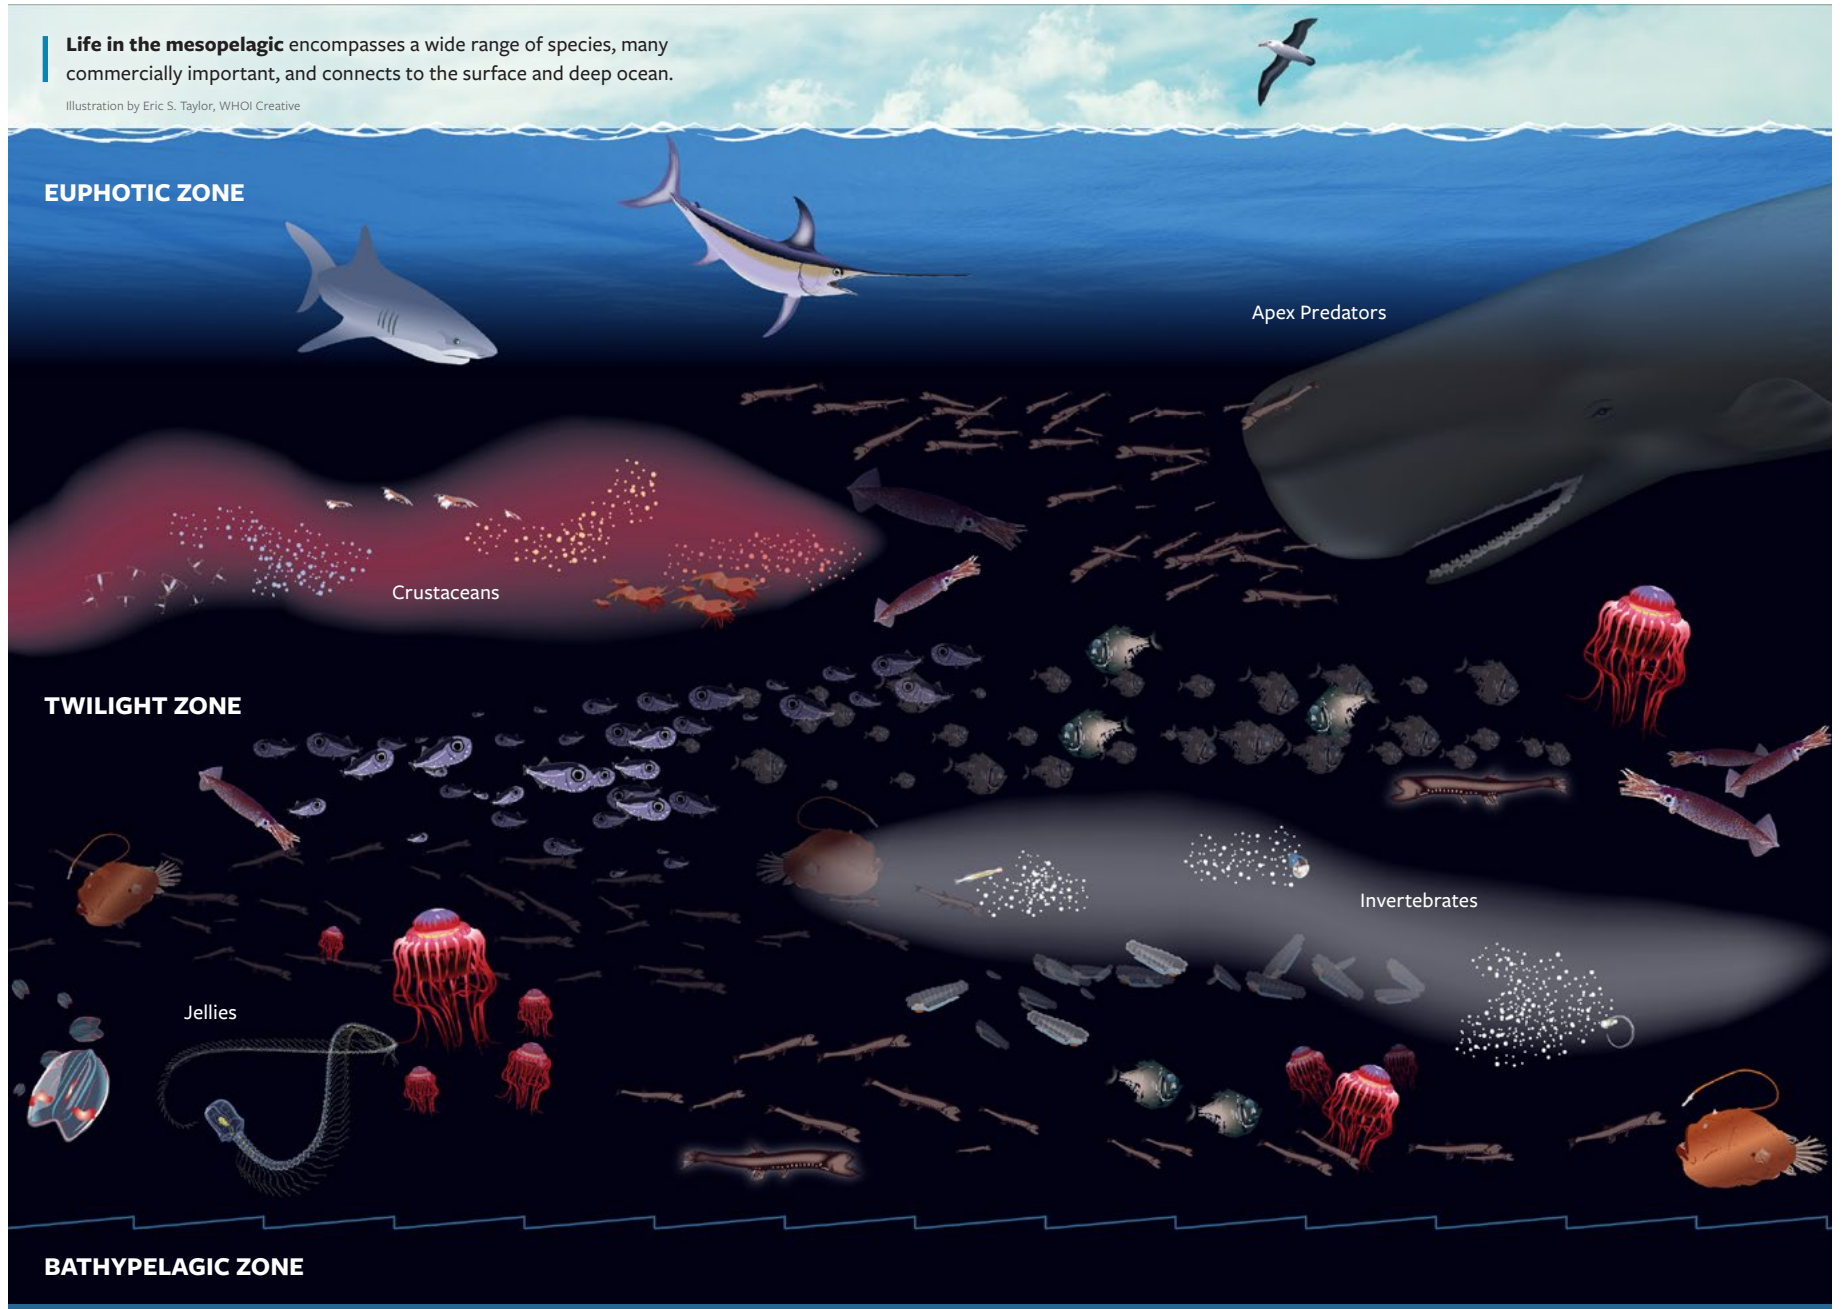 Life in the mesopelagic encompasses a wide range of species, many
commercially important, and connects to the surface and deep ocean.
Illustration by Eric S. Taylor, WHOI Creative
EUPHOTIC ZONE
Apex Predators
Crustaceans
TWILIGHT ZONE
Invertebrates
Jellies
BATHYPELAGIC ZONE